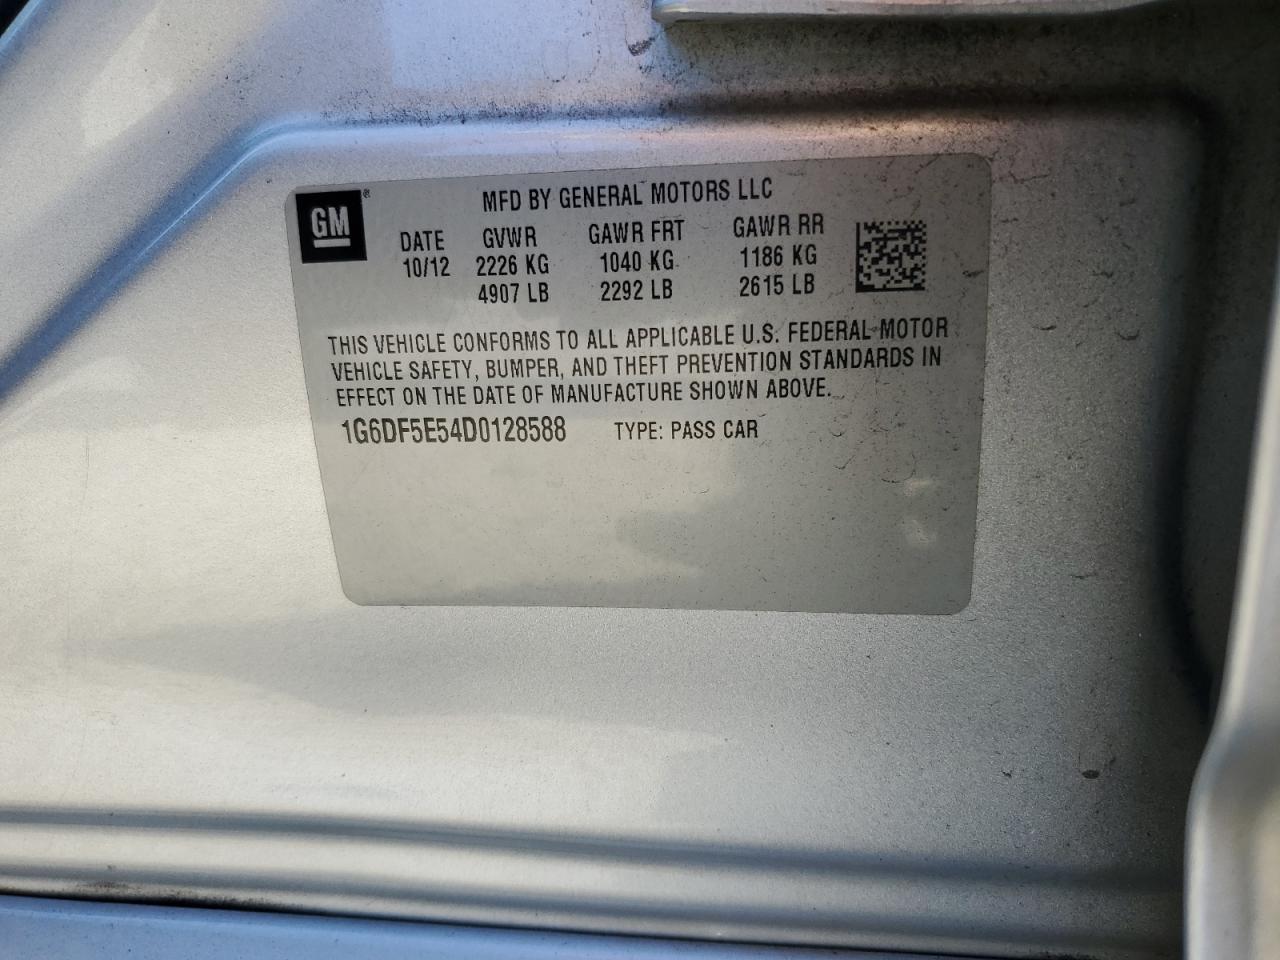 GM®
MFD BY GENERAL MOTORS LLC
DATE GVWR GAWR FRT GAWR RR
10/12 2226 KG 1040 KG 1186 KG
4907 LB 2292 LB 2615 LB
THIS VEHICLE CONFORMS TO ALL APPLICABLE U.S. FEDERAL MOTOR
VEHICLE SAFETY, BUMPER, AND THEFT PREVENTION STANDARDS IN
EFFECT ON THE DATE OF MANUFACTURE SHOWN ABOVE.
1G6DF5E54D0128588 TYPE: PASS CAR